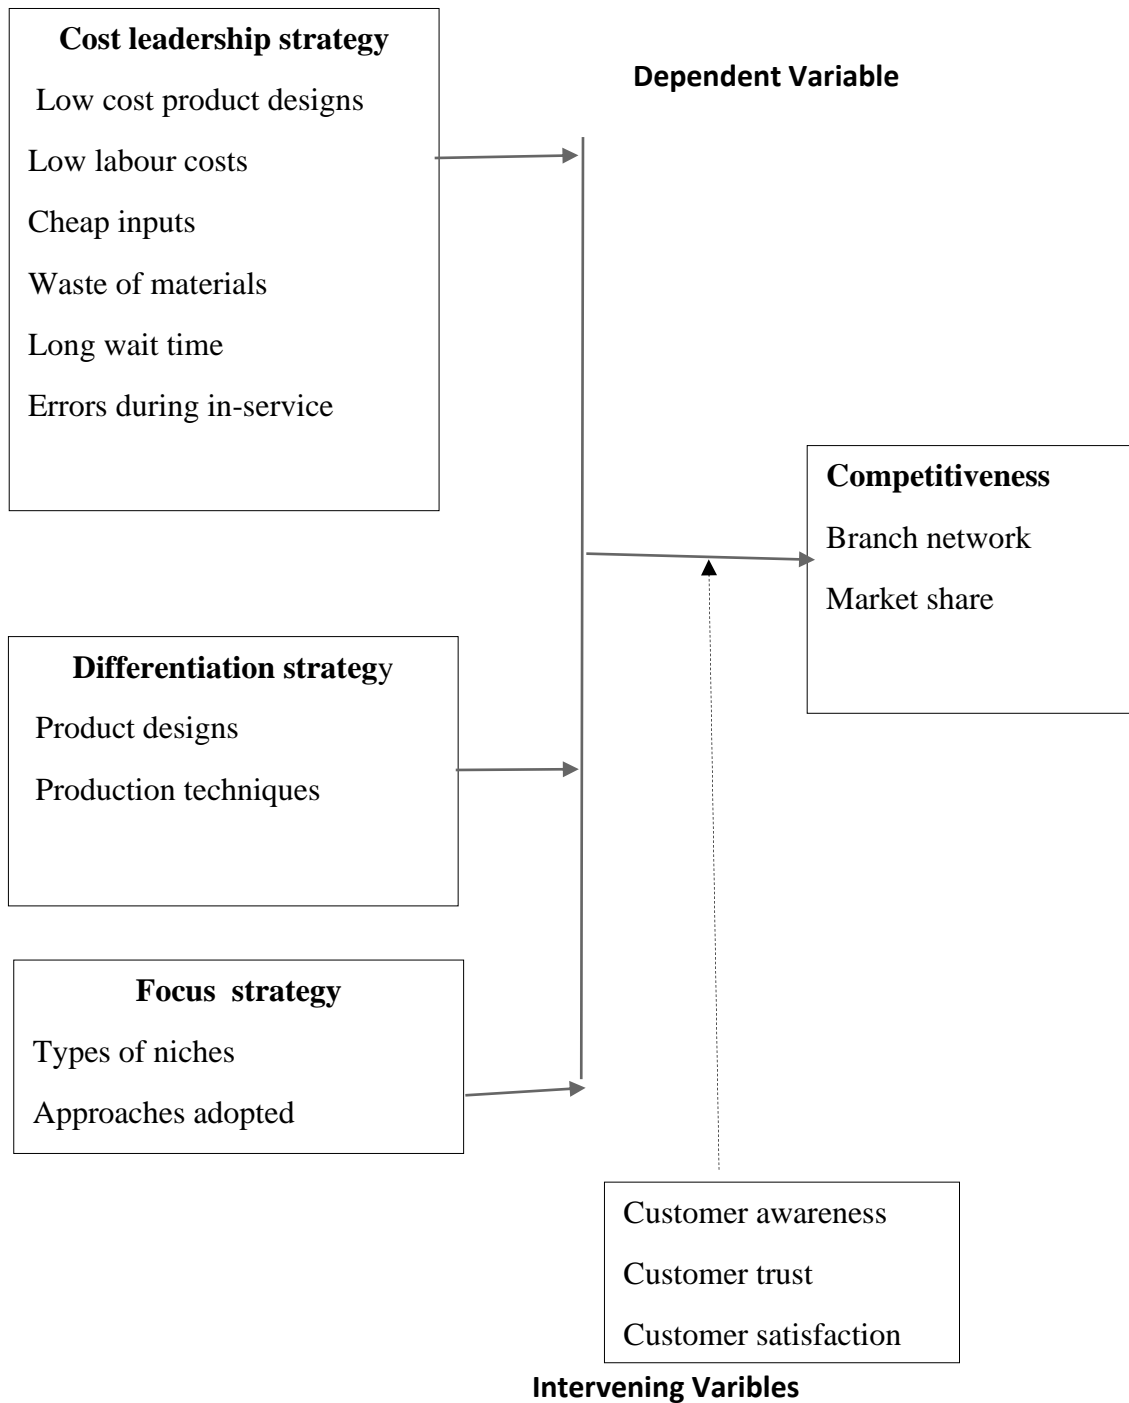 Cost leadership strategy
Low cost product designs
Low labour costs
Cheap inputs
Waste of materials
Long wait time
Errors during in-service
Dependent Variable
Competitiveness
Branch network
Market share
Differentiation strategy
Product designs
Production techniques
Focus strategy
Types of niches
Approaches adopted
Customer awareness
Customer trust
Customer satisfaction
Intervening Varibles